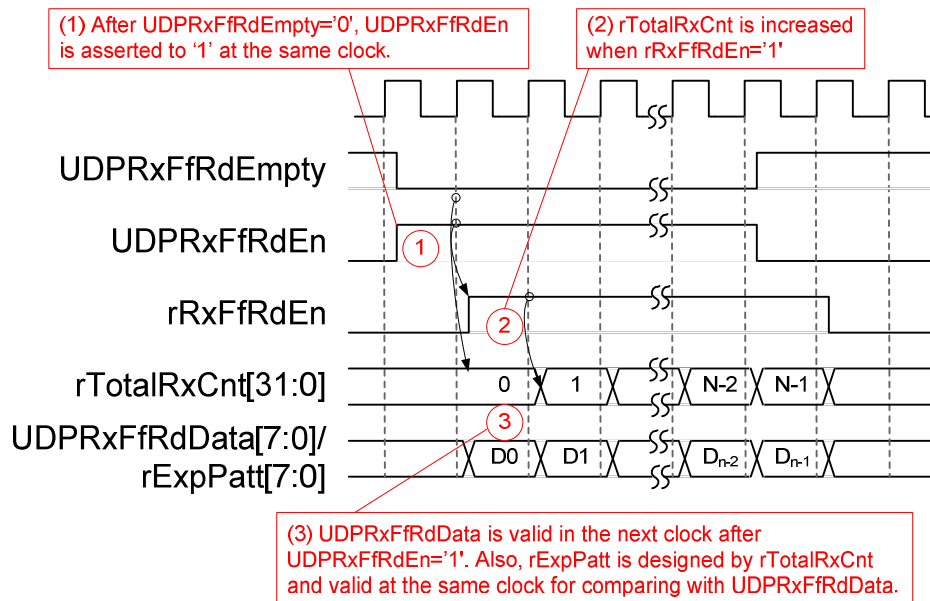 (1) After UDPRxFfRdEmpty=’0’, UDPRxFfRdEn
is asserted to ‘1’ at the same clock.
(2) rTotalRxCnt is increased
when rRxFfRdEn=’1'
UDPRxFfRdEmpty
UDPRxFfRdEn
1
rRxFfRdEn
2
rTotalRxCnt[31:0]
0 1 N-2 N-1
3
UDPRxFfRdData[7:0]/
rExpPatt[7:0]
D0 D1 Dn-2 Dn-1
(3) UDPRxFfRdData is valid in the next clock after
UDPRxFfRdEn=’1'. Also, rExpPatt is designed by rTotalRxCnt
and valid at the same clock for comparing with UDPRxFfRdData.